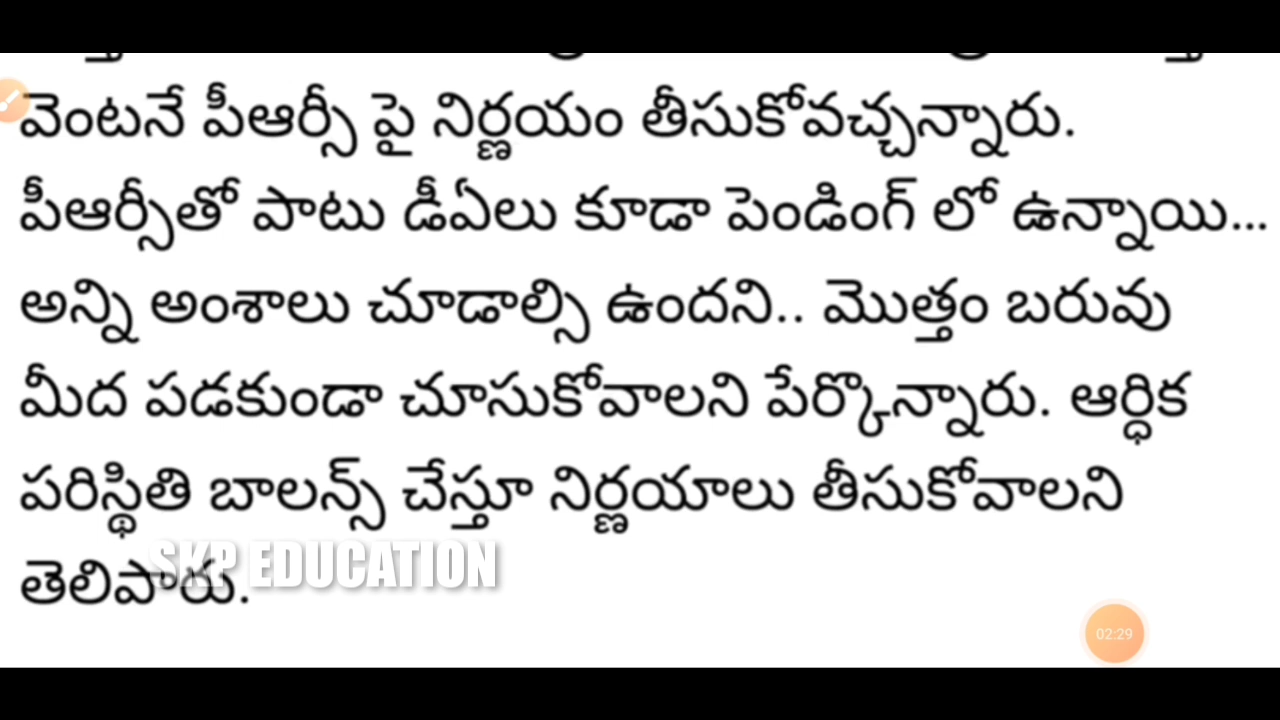 వెంటనే పీఆర్సీ పై నిర్ణయం తీసుకోవచ్చన్నారు.
పీఆర్సీతో పాటు డీఏలు కూడా పెండింగ్ లో ఉన్నాయి...
అన్ని అంశాలు చూడాల్సి ఉందని.. మొత్తం బరువు
మీద పడకుండా చూసుకోవాలని పేర్కొన్నారు. ఆర్ధిక
పరిస్థితి బాలన్స్ చేస్తూ నిర్ణయాలు తీసుకోవాలని
తెలిపారు.
SKP EDUCATION
02:29